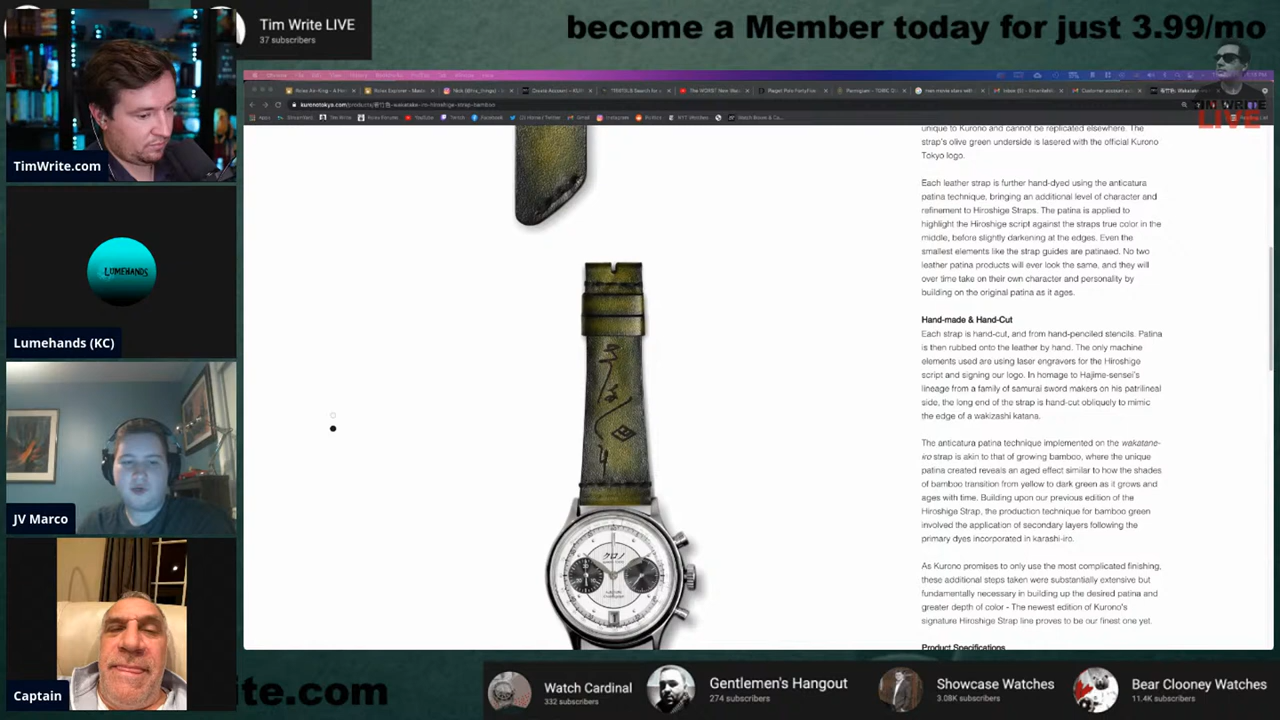 Tim Write LIVE
37 subscribers
become a Member today for just 3.99/mo
TIM WRITE
LIVE
TimWrite.com
LUMEHANDS
Lumehands (KC)
JV Marco
Captain
unique to Kurono and cannot be replicated elsewhere. The
strap's olive green underside is lasered with the official Kurono
Tokyo logo.
Each leather strap is further hand-dyed using the anticatura
patina technique, bringing an additional level of character and
refinement to Hiroshige Straps. The patina is applied to
highlight the Hiroshige script against the straps true color in the
middle, before slightly darkening at the edges. Even the
smallest elements like the strap guides are patinaed. No two
leather patina products will ever look the same, and they will
over time take on their own character and personality by
building on the original patina as it ages.
Hand-made & Hand-Cut
Each strap is hand-cut, and from hand-penciled stencils. Patina
is then rubbed onto the leather by hand. The only machine
elements used are using laser engravers for the Hiroshige
script and signing our logo. In homage to Hajime-sensei's
lineage from a family of samurai sword makers on his patrilineal
side, the long end of the strap is hand-cut obliquely to mimic
the edge of a wakizashi katana.
The anticatura patina technique implemented on the wakatane-
iro strap is akin to that of growing bamboo, where the unique
patina created reveals an aged effect similar to how the shades
of bamboo transition from yellow to dark green as it grows and
ages with time. Building upon our previous edition of the
Hiroshige Strap, the production technique for bamboo green
involved the application of secondary layers following the
primary dyes incorporated in karashi-iro.
As Kurono promises to only use the most complicated finishing,
these additional steps taken were substantially extensive but
fundamentally necessary in building up the desired patina and
greater depth of color - The newest edition of Kurono's
signature Hiroshige Strap line proves to be our finest one yet.
Product Specifications
クロノ
ite.com
Watch Cardinal
332 subscribers
Gentlemen's Hangout
274 subscribers
Showcase Watches
3.08K subscribers
Bear Clooney Watches
11.4K subscribers